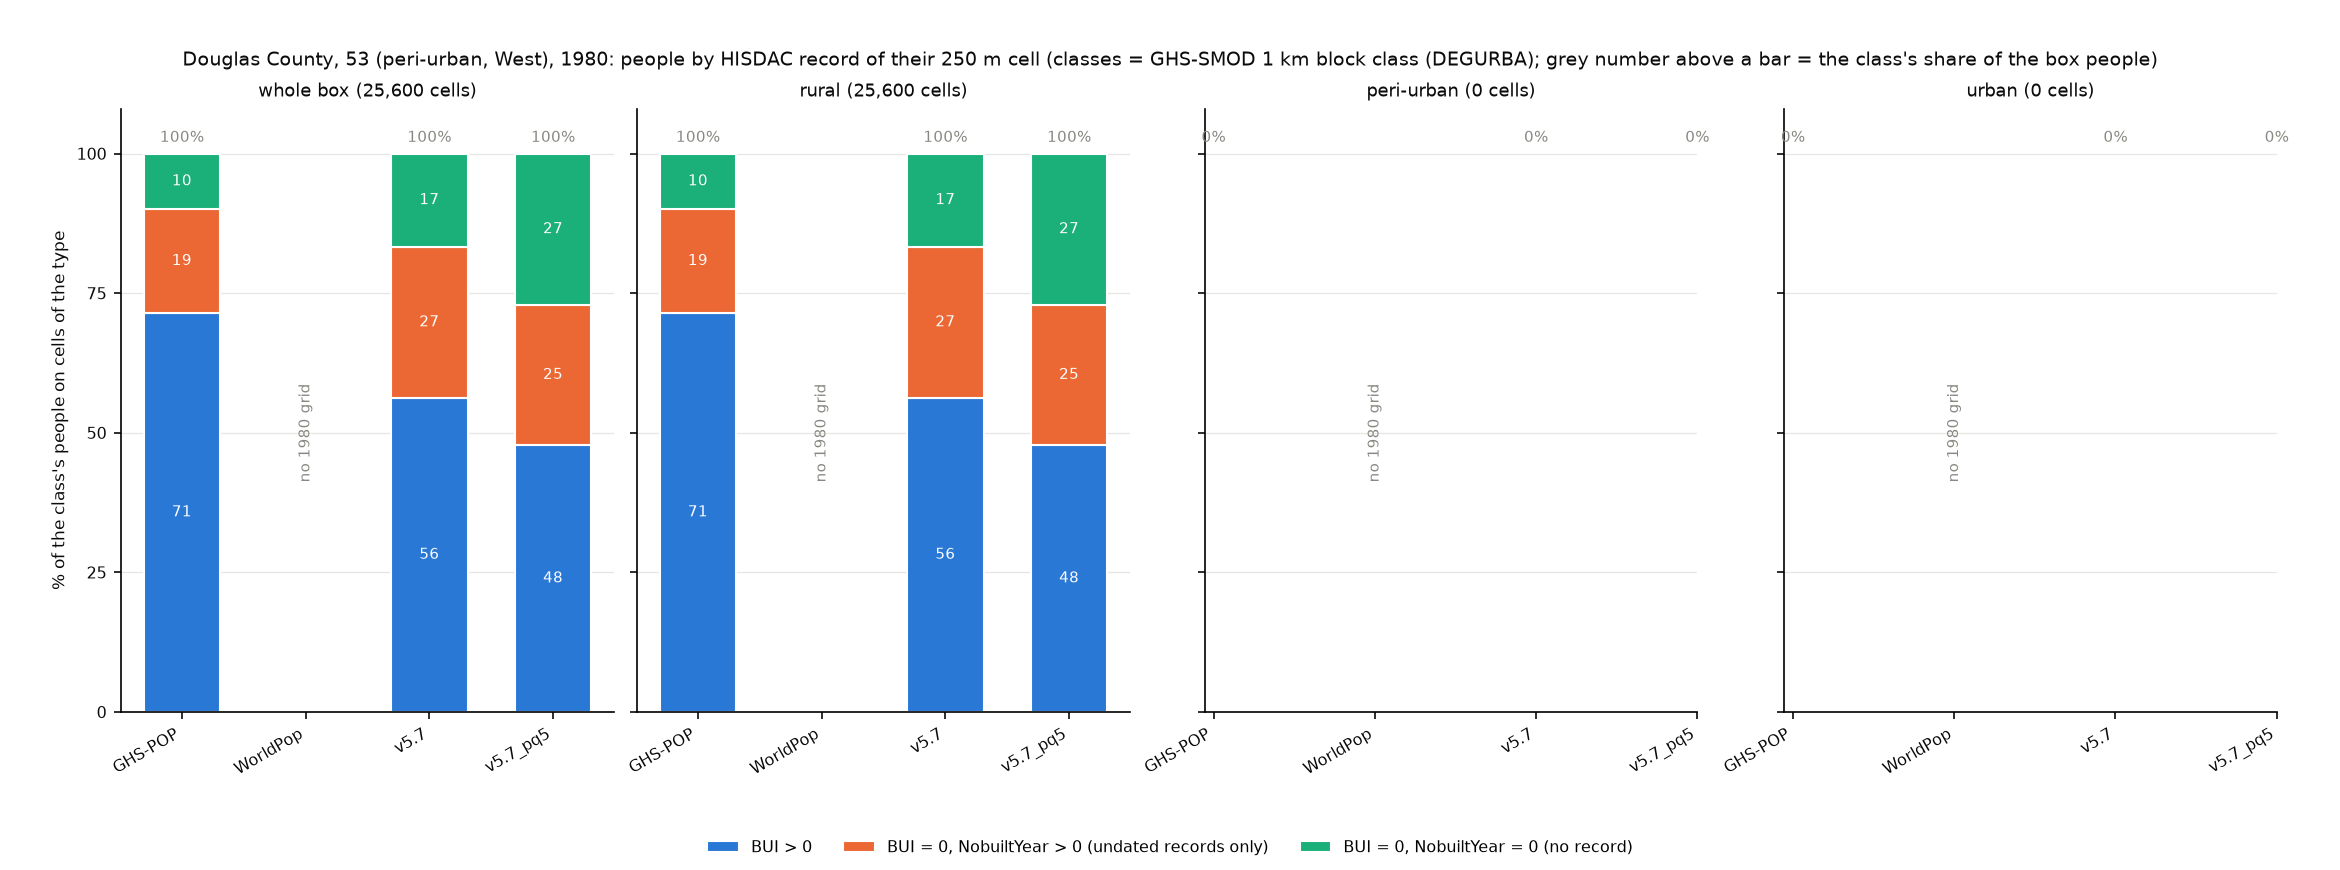 Douglas County, 53 (peri-urban, West), 1980: people by HISDAC record of their 250 m cell (classes = GHS-SMOD 1 km block class (DEGURBA); grey number above a bar = the class's share of the box people)
whole box (25,600 cells)
rural (25,600 cells)
peri-urban (0 cells)
urban (0 cells)
% of the class's people on cells of the type
100
75
50
25
0
100%
100%
100%
10
19
71
no 1980 grid
17
27
56
27
25
48
GHS-POP
WorldPop
v5.7
v5.7_pq5
100%
100%
100%
10
19
71
no 1980 grid
17
27
56
27
25
48
GHS-POP
WorldPop
v5.7
v5.7_pq5
0%
0%
0%
no 1980 grid
GHS-POP
WorldPop
v5.7
v5.7_pq5
0%
0%
0%
no 1980 grid
GHS-POP
WorldPop
v5.7
v5.7_pq5
BUI > 0
BUI = 0, NobuiltYear > 0 (undated records only)
BUI = 0, NobuiltYear = 0 (no record)